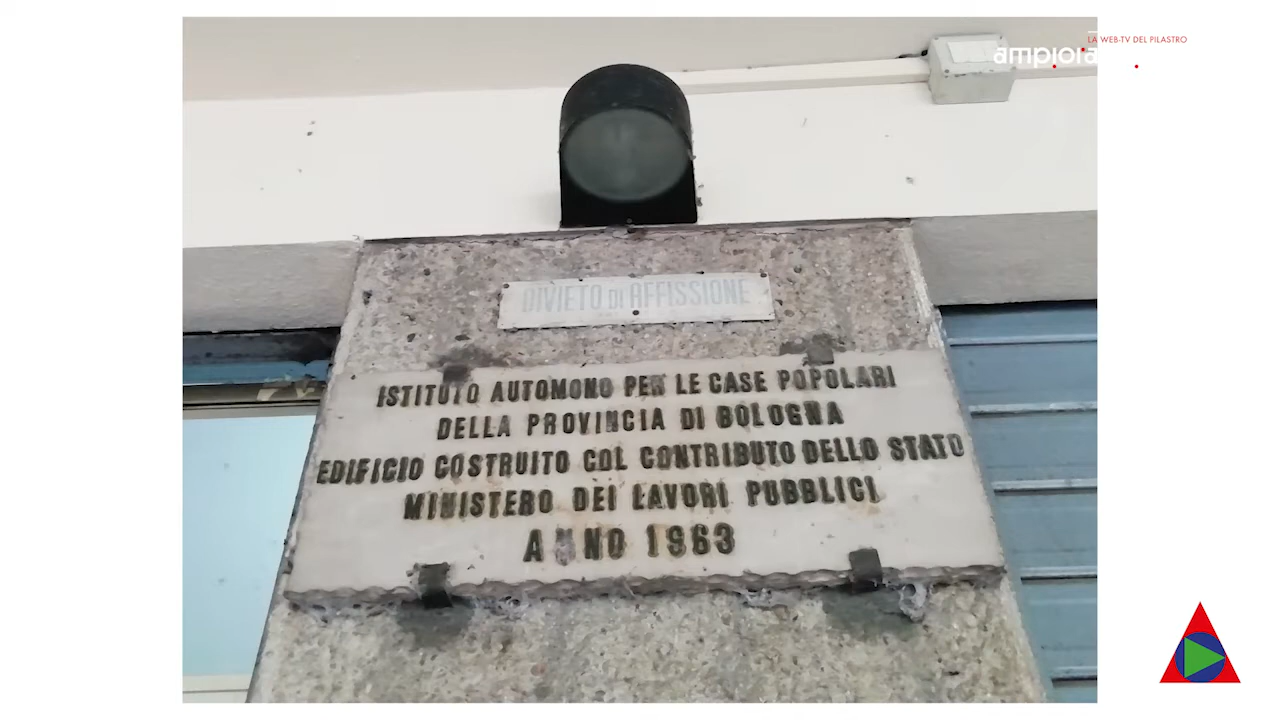 LA WEB-TV DEL PILASTRO
DIVIETO DI AFFISSIONE
ISTITUTO AUTOMONO PER LE CASE POPOLARI
DELLA PROVINCIA DI BOLOGNA
EDIFICIO COSTRUITO COL CONTRIBUTO DELLO STATO
MINISTERO DEI LAVORI PUBBLICI
ANNO 1963